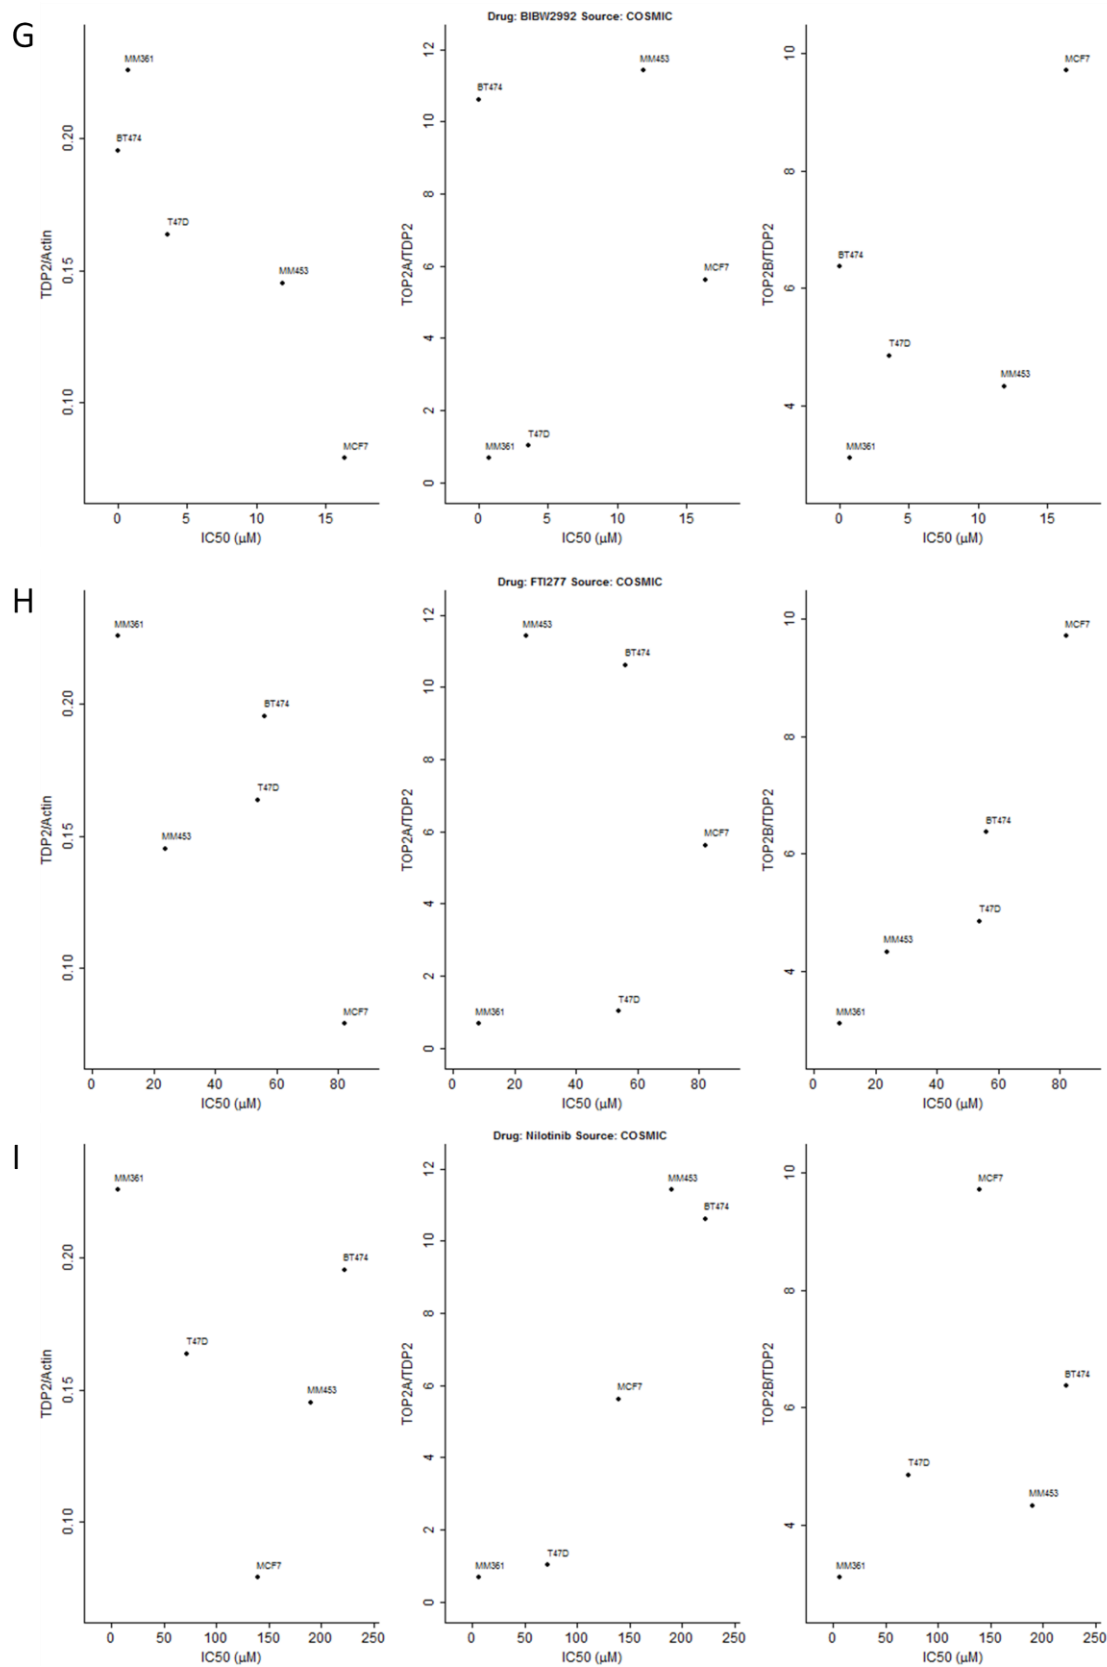 G
Drug: BIBW2992 Source: COSMIC
TDP2/Actin
0.20
0.15
0.10
MM361
BT474
T47D
MM453
MCF7
0 5 10 15
IC50 (μM)
TOP2A/TDP2
12
10
8
6
4
2
0
MM453
BT474
MCF7
T47D
MM361
0 5 10 15
IC50 (μM)
TOP2B/TDP2
10
8
6
4
MCF7
BT474
T47D
MM453
MM361
0 5 10 15
IC50 (μM)
H
Drug: FTI277 Source: COSMIC
TDP2/Actin
0.20
0.15
0.10
MM361
BT474
T47D
MM453
MCF7
0 20 40 60 80
IC50 (μM)
TOP2A/TDP2
12
10
8
6
4
2
0
MM453
BT474
MCF7
T47D
MM361
0 20 40 60 80
IC50 (μM)
TOP2B/TDP2
10
8
6
4
MCF7
BT474
T47D
MM453
MM361
0 20 40 60 80
IC50 (μM)
I
Drug: Nilotinib Source: COSMIC
TDP2/Actin
0.20
0.15
0.10
MM361
BT474
T47D
MM453
MCF7
0 50 100 150 200 250
IC50 (μM)
TOP2A/TDP2
12
10
8
6
4
2
0
MM453
BT474
MCF7
T47D
MM361
0 50 100 150 200 250
IC50 (μM)
TOP2B/TDP2
10
8
6
4
MCF7
BT474
T47D
MM453
MM361
0 50 100 150 200 250
IC50 (μM)